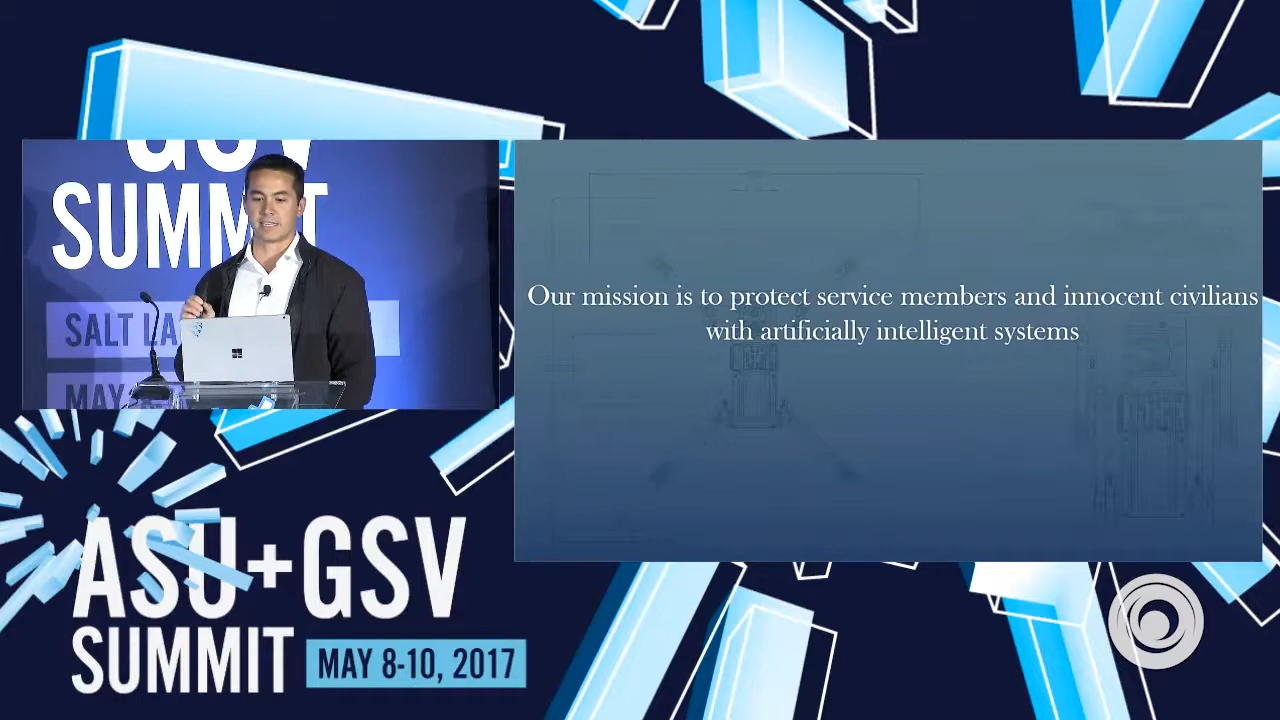 GSV
SUMMIT
SALT LA
MAY
Our mission is to protect service members and innocent civilians
with artificially intelligent systems
ASU+GSV
SUMMIT
MAY 8-10, 2017